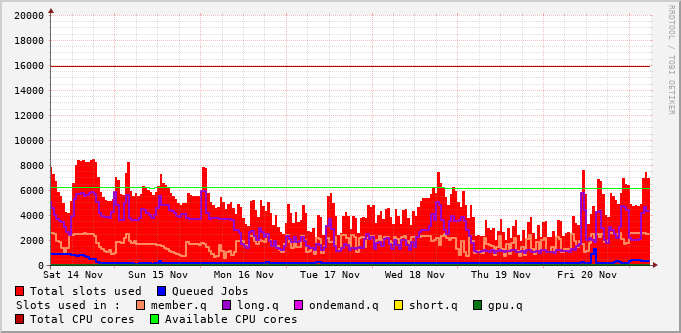 20000
18000
16000
14000
12000
10000
8000
6000
4000
2000
0
Sat 14 Nov Sun 15 Nov Mon 16 Nov Tue 17 Nov Wed 18 Nov Thu 19 Nov Fri 20 Nov
RRDTOOL / TOBI OETIKER
Total slots used Queued Jobs
Slots used in : member.q long.q ondemand.q short.q gpu.q
Total CPU cores Available CPU cores